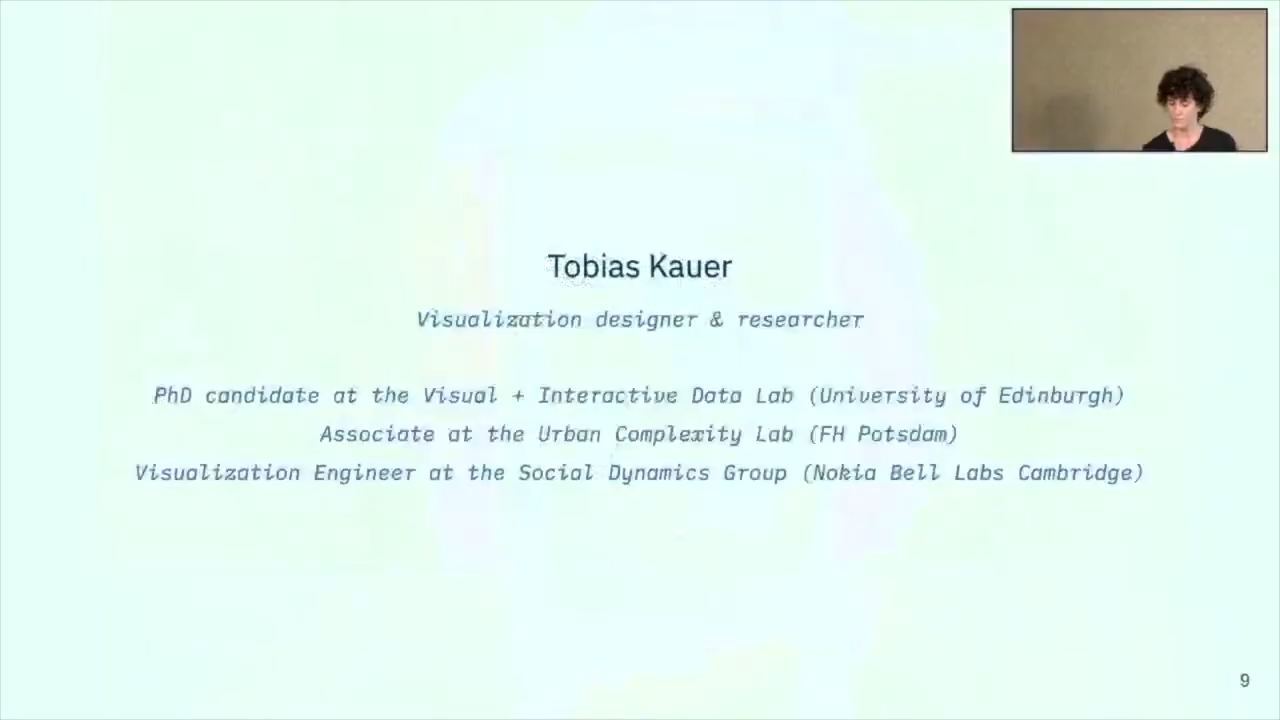 Tobias Kauer
Visualization designer & researcher
PhD candidate at the Visual + Interactive Data Lab (University of Edinburgh)
Associate at the Urban Complexity Lab (FH Potsdam)
Visualization Engineer at the Social Dynamics Group (Nokia Bell Labs Cambridge)
9